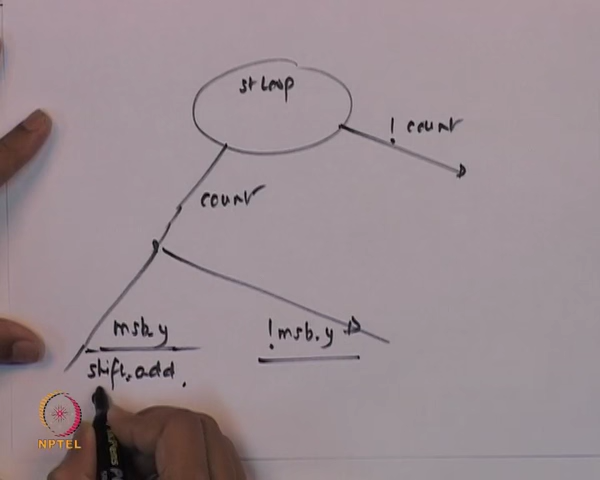 st Loop
! count
count
msb.y
!msb.y
shift.add.
NPTEL